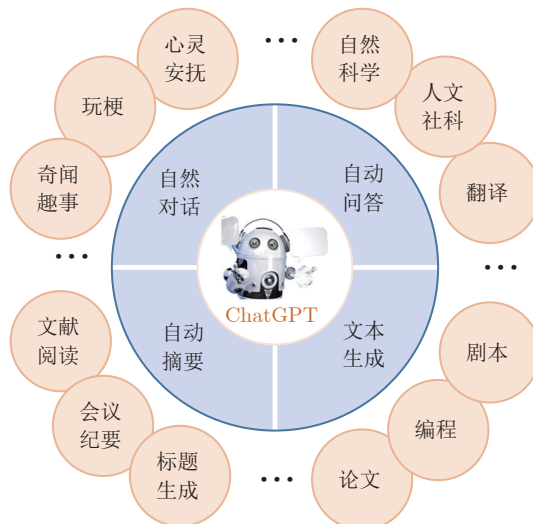 心灵
安抚
···
自然
科学
玩梗
人文
社科
奇闻
趣事
自然
对话
自动
问答
翻译
···
···
ChatGPT
文献
阅读
自动
摘要
文本
生成
剧本
会议
纪要
编程
标题
生成
···
论文